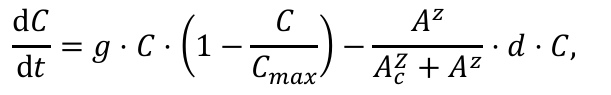 dC/dt = g · C · (1 − C/C_max) − A^z/(A_c^Z + A^z) · d · C,